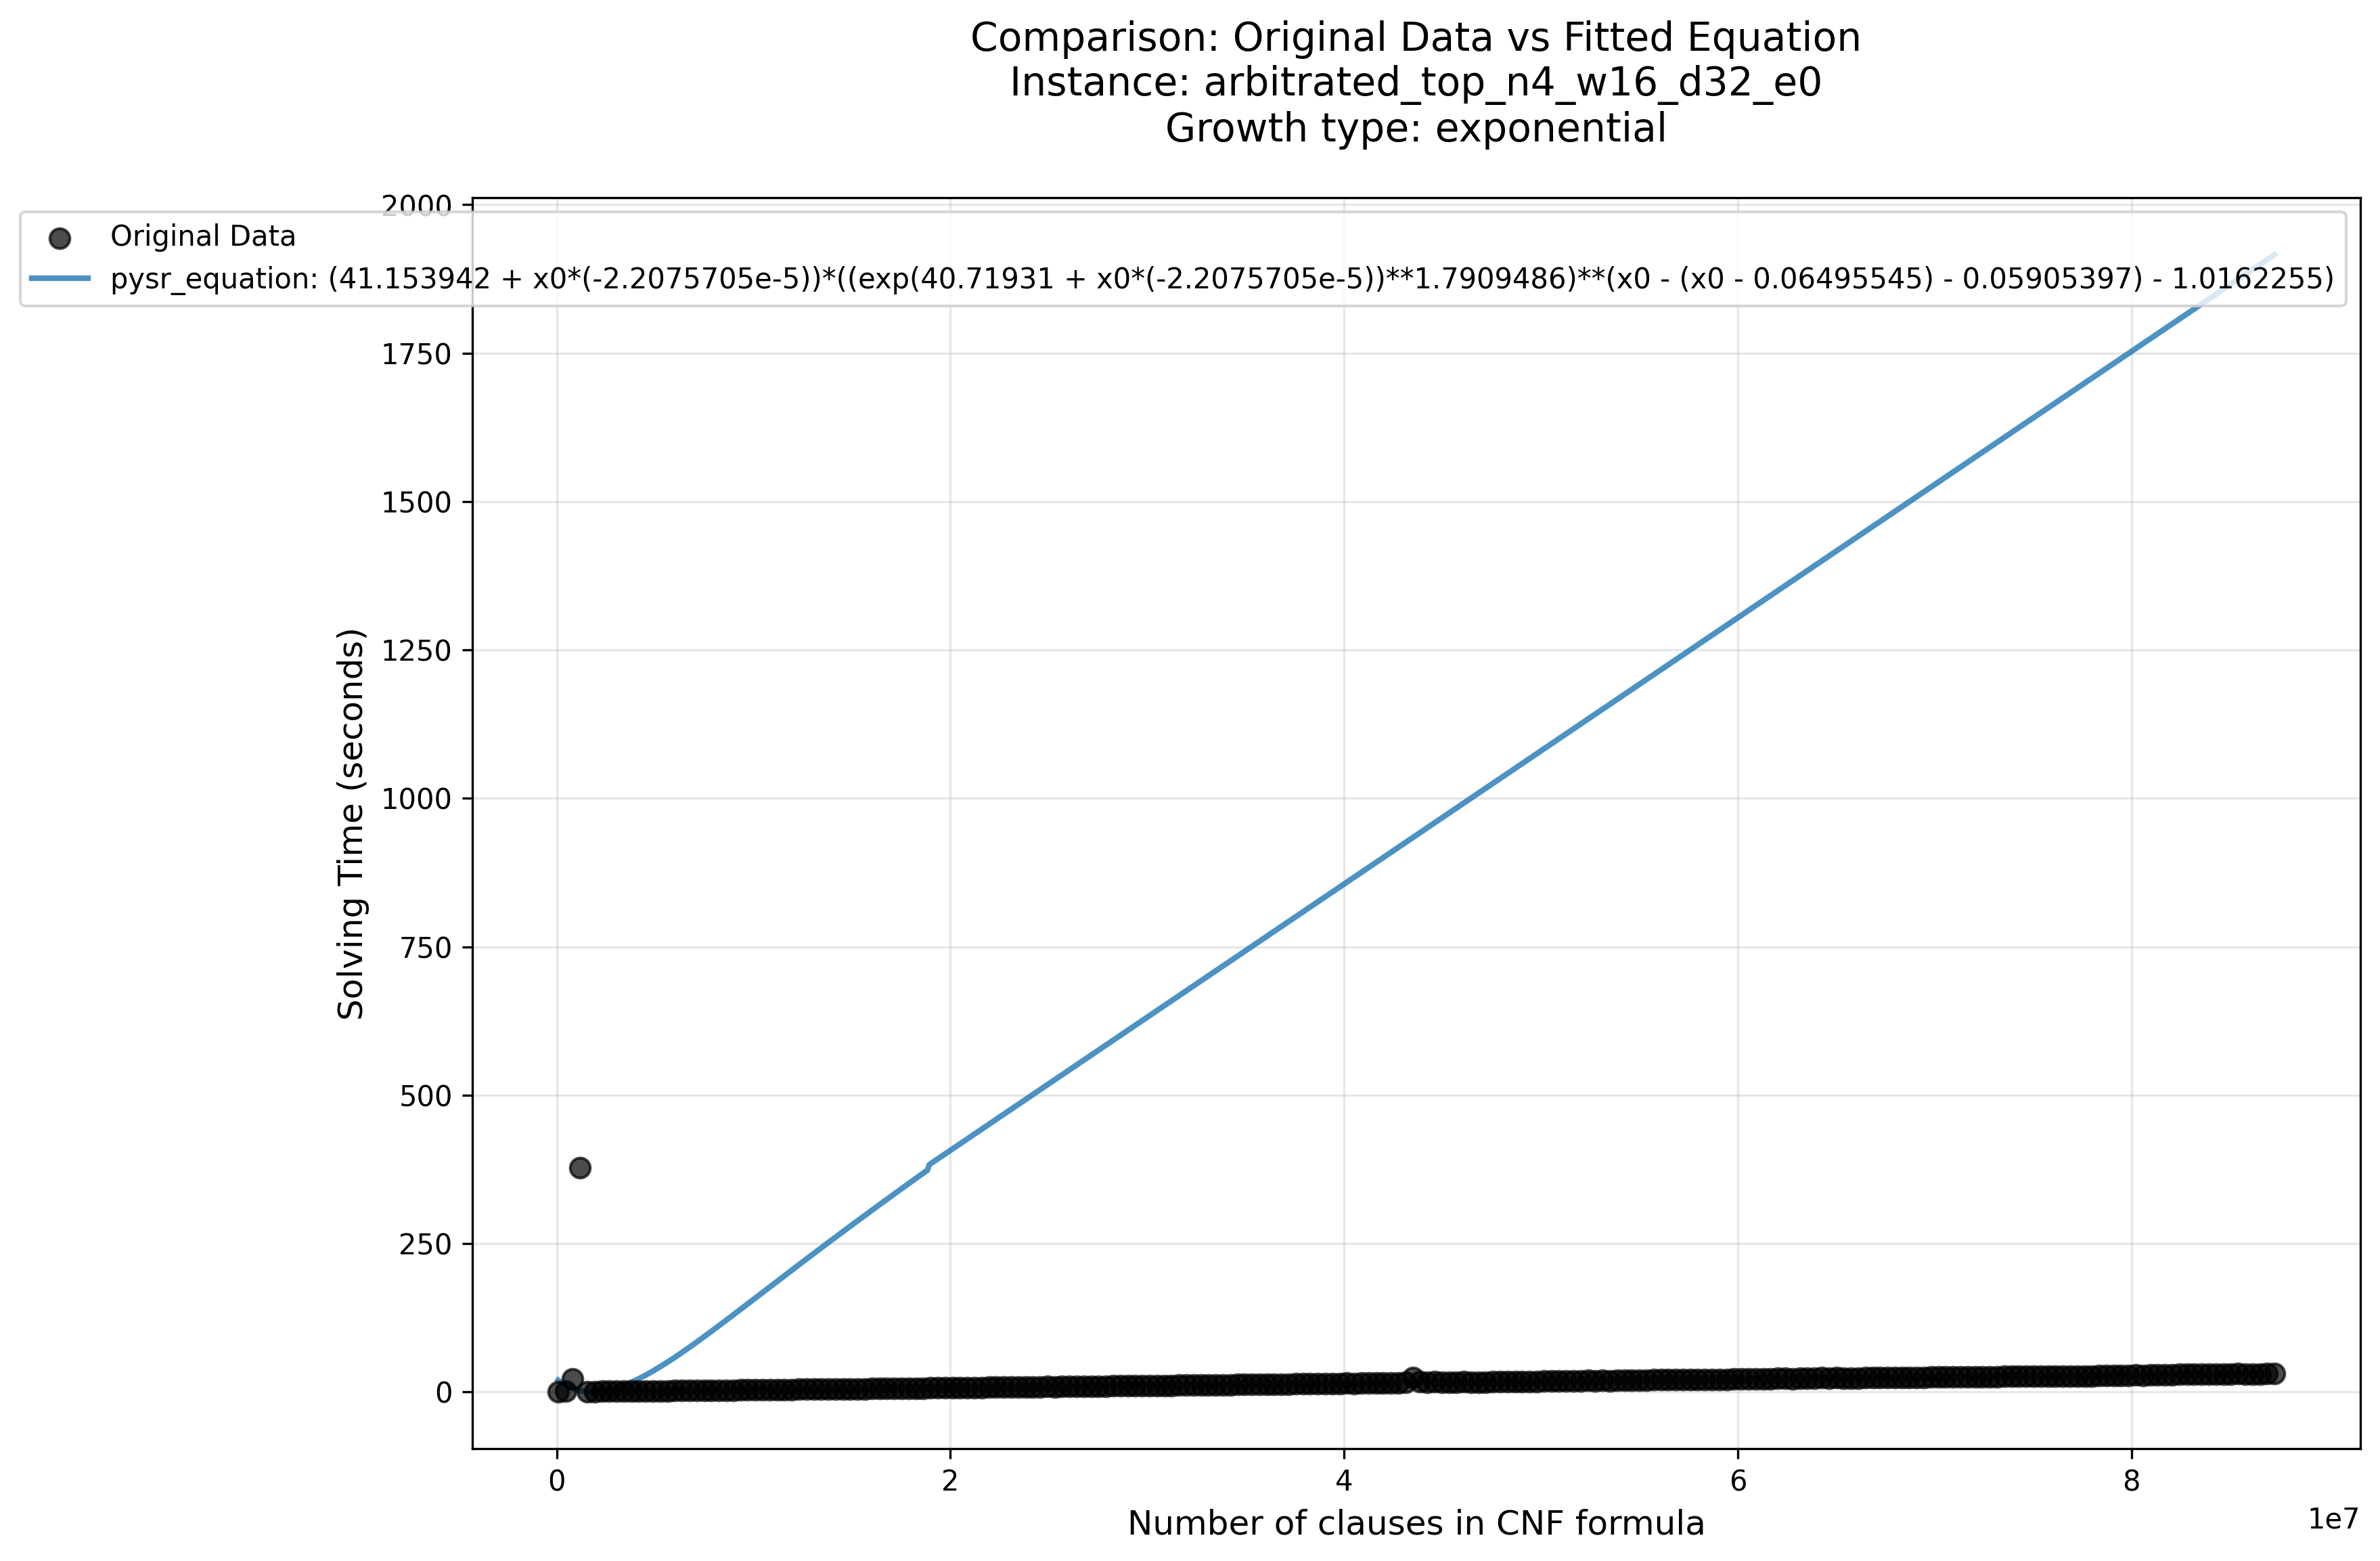 Comparison: Original Data vs Fitted Equation
Instance: arbitrated_top_n4_w16_d32_e0
Growth type: exponential
2000
Original Data
pysr_equation: (41.153942 + x0*(-2.2075705e-5))*((exp(40.71931 + x0*(-2.2075705e-5))**1.7909486)**(x0 - (x0 - 0.06495545) - 0.05905397) - 1.0162255)
1750
1500
1250
1000
750
500
250
0
Solving Time (seconds)
0 2 4 6 8
1e7
Number of clauses in CNF formula